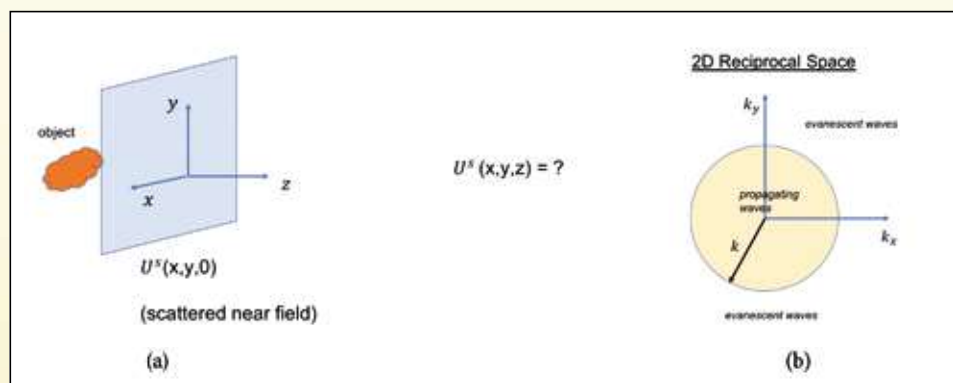 object
y
x
z
U^s(x,y,0)
(scattered near field)
(a)
U^s (x,y,z) = ?
2D Reciprocal Space
k_y
evanescent waves
propagating
waves
k
k_x
evanescent waves
(b)